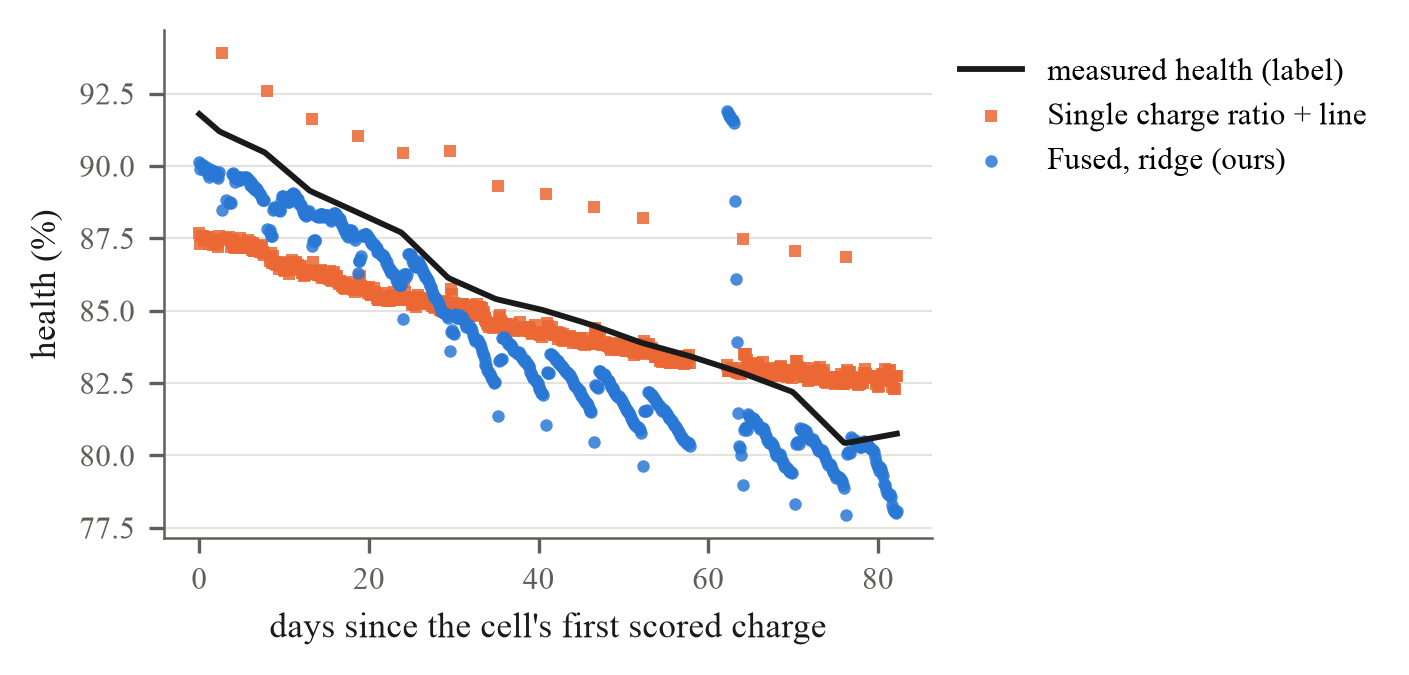 92.5
90.0
87.5
85.0
82.5
80.0
77.5
health (%)
0 20 40 60 80
days since the cell's first scored charge
measured health (label)
Single charge ratio + line
Fused, ridge (ours)